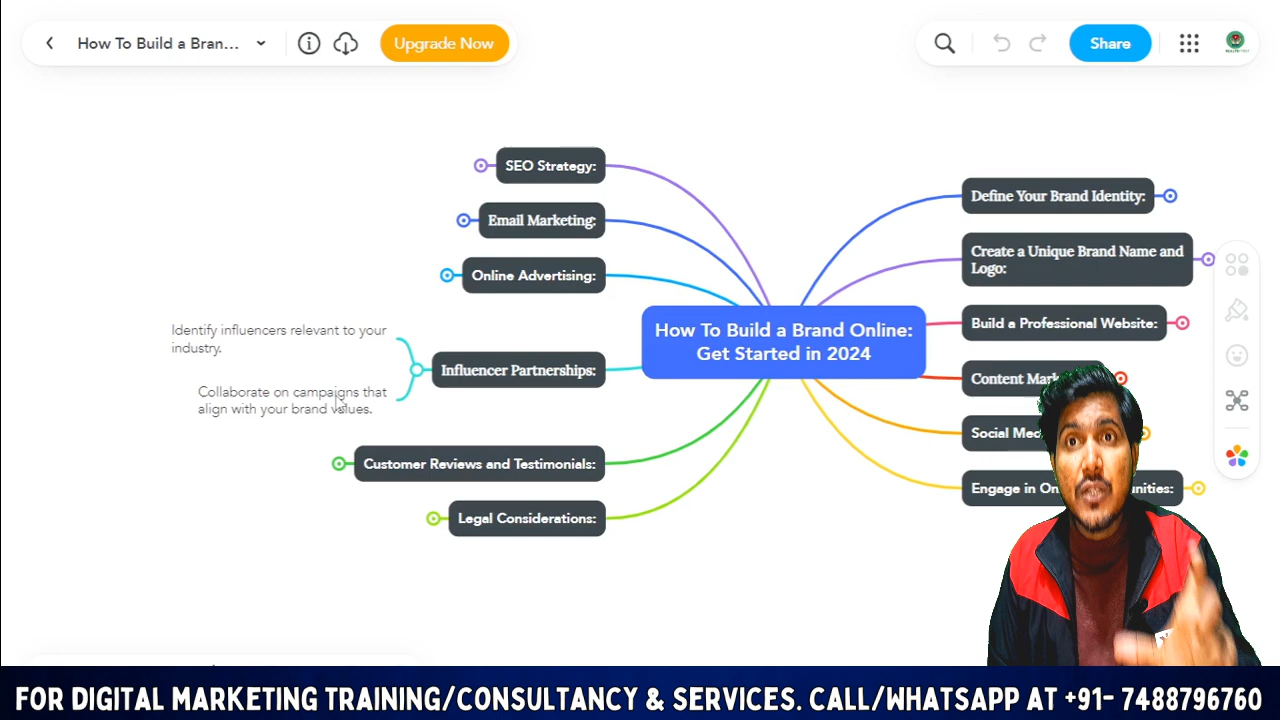 How To Build a Bran...
Upgrade Now
Share
SEO Strategy:
Email Marketing:
Online Advertising:
Identify influencers relevant to your
industry.
Collaborate on campaigns that
align with your brand values.
Influencer Partnerships:
Customer Reviews and Testimonials:
Legal Considerations:
How To Build a Brand Online:
Get Started in 2024
Define Your Brand Identity:
Create a Unique Brand Name and
Logo:
Build a Professional Website:
Content Mark
Social Med
Engage in On unities:
FOR DIGITAL MARKETING TRAINING/CONSULTANCY & SERVICES. CALL/WHATSAPP AT +91- 7488796760